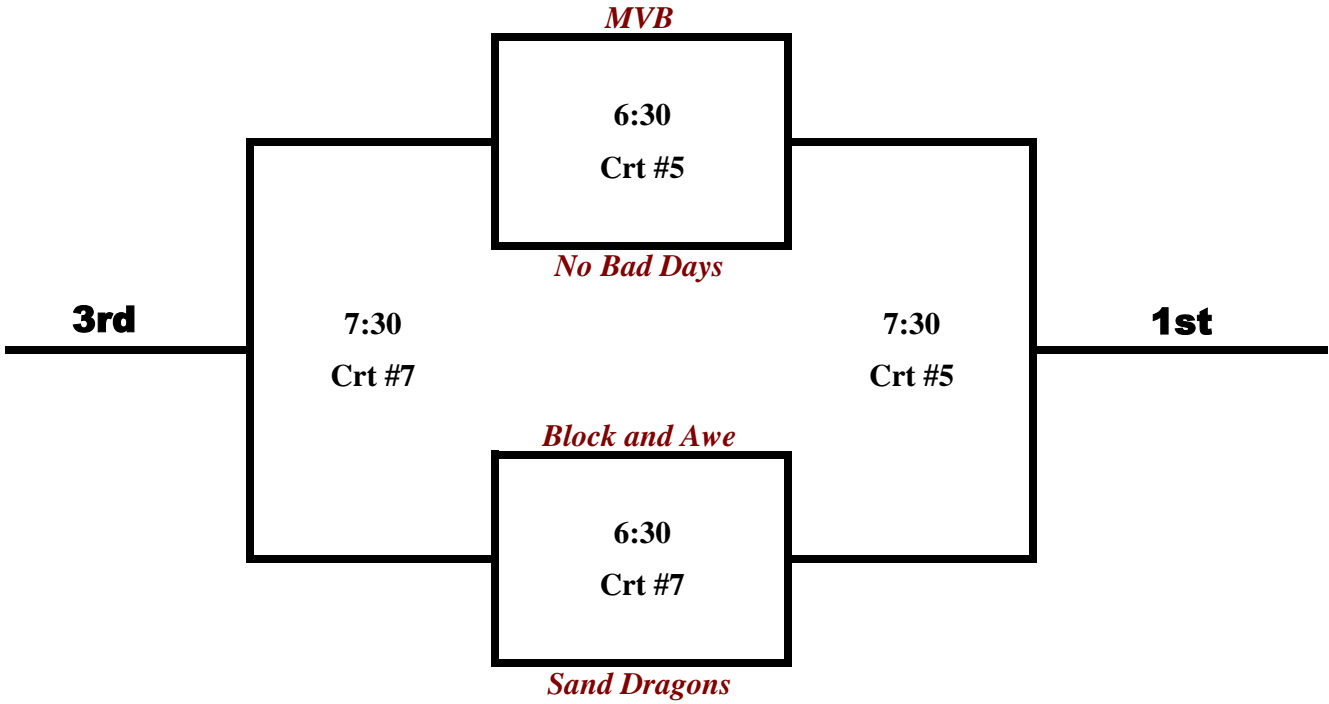 MVB
6:30
Crt #5
No Bad Days
3rd
7:30
Crt #7
7:30
Crt #5
1st
Block and Awe
6:30
Crt #7
Sand Dragons